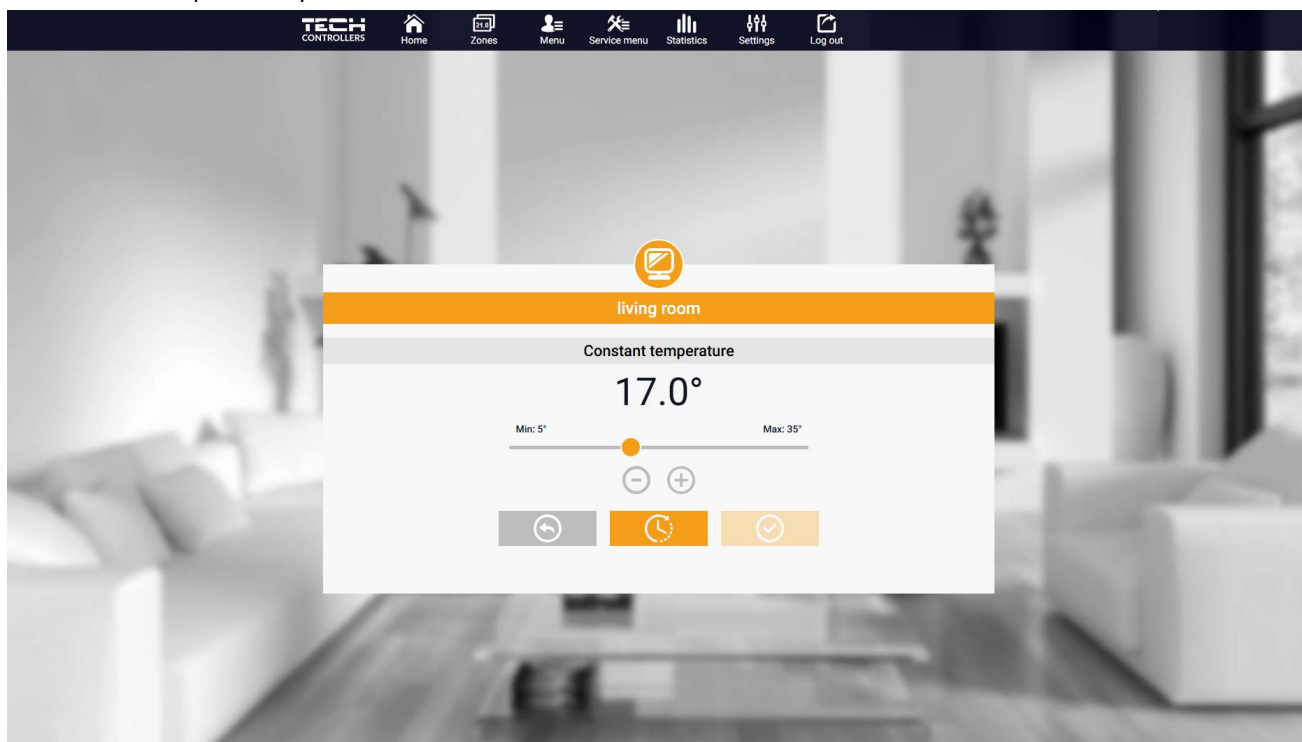 TECH
CONTROLLERS
Home
21.0
Zones
Menu
Service menu
Statistics
Settings
Log out
living room
Constant temperature
17.0°
Min: 5°
Max: 35°